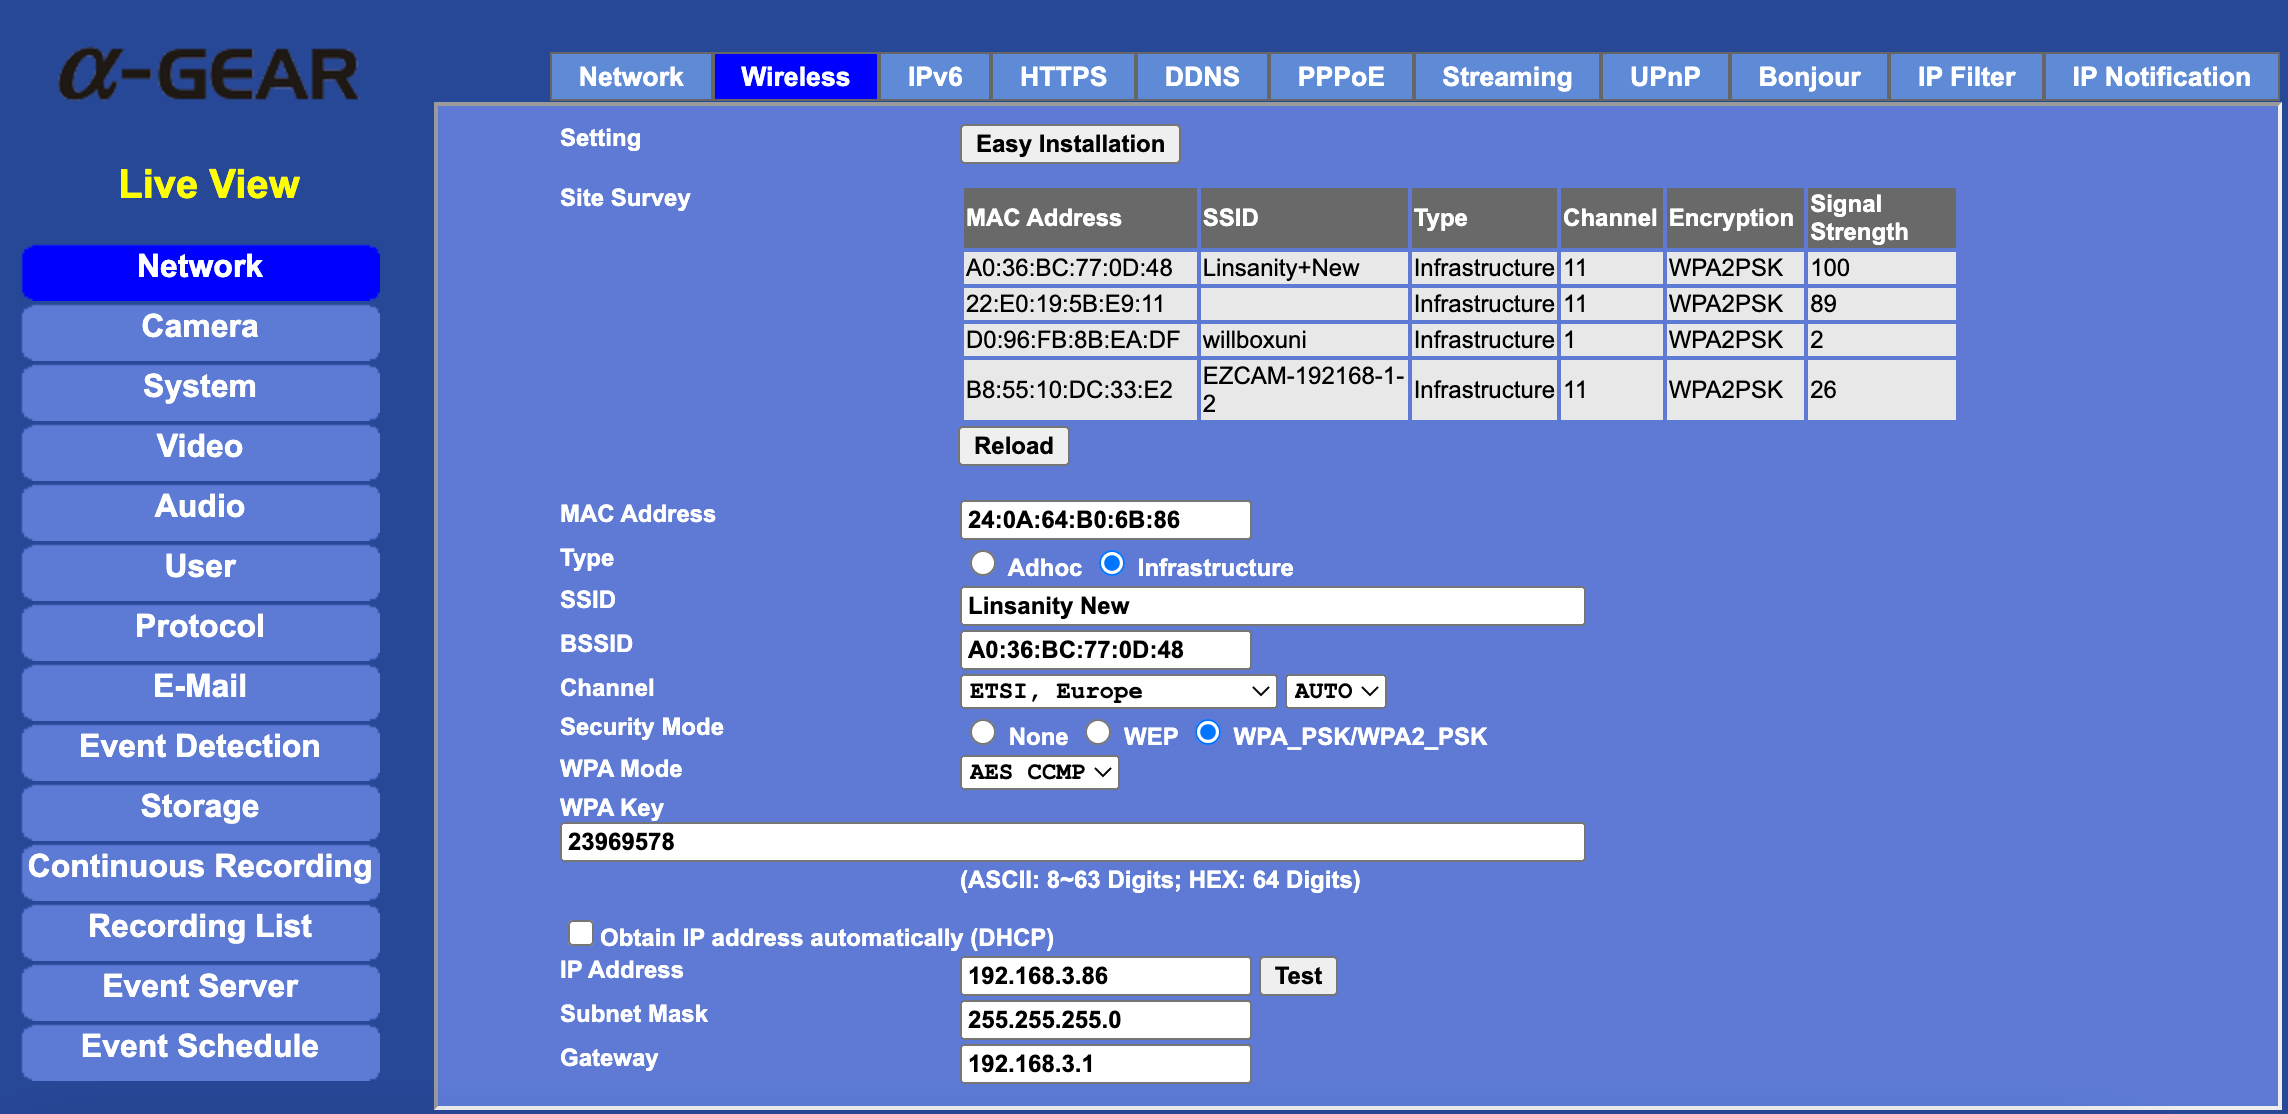 α-GEAR
Live View
Network
Camera
System
Video
Audio
User
Protocol
E-Mail
Event Detection
Storage
Continuous Recording
Recording List
Event Server
Event Schedule
Network Wireless IPv6 HTTPS DDNS PPPoE Streaming UPnP Bonjour IP Filter IP Notification
Setting Easy Installation
Site Survey
MAC Address SSID Type Channel Encryption Signal Strength
A0:36:BC:77:0D:48 Linsanity+New Infrastructure 11 WPA2PSK 100
22:E0:19:5B:E9:11 Infrastructure 11 WPA2PSK 89
D0:96:FB:8B:EA:DF willboxuni Infrastructure 1 WPA2PSK 2
B8:55:10:DC:33:E2 EZCAM-192168-1-2 Infrastructure 11 WPA2PSK 26
Reload
MAC Address 24:0A:64:B0:6B:86
Type Adhoc Infrastructure
SSID Linsanity New
BSSID A0:36:BC:77:0D:48
Channel ETSI, Europe AUTO
Security Mode None WEP WPA_PSK/WPA2_PSK
WPA Mode AES CCMP
WPA Key
23969578
(ASCII: 8~63 Digits; HEX: 64 Digits)
Obtain IP address automatically (DHCP)
IP Address 192.168.3.86 Test
Subnet Mask 255.255.255.0
Gateway 192.168.3.1